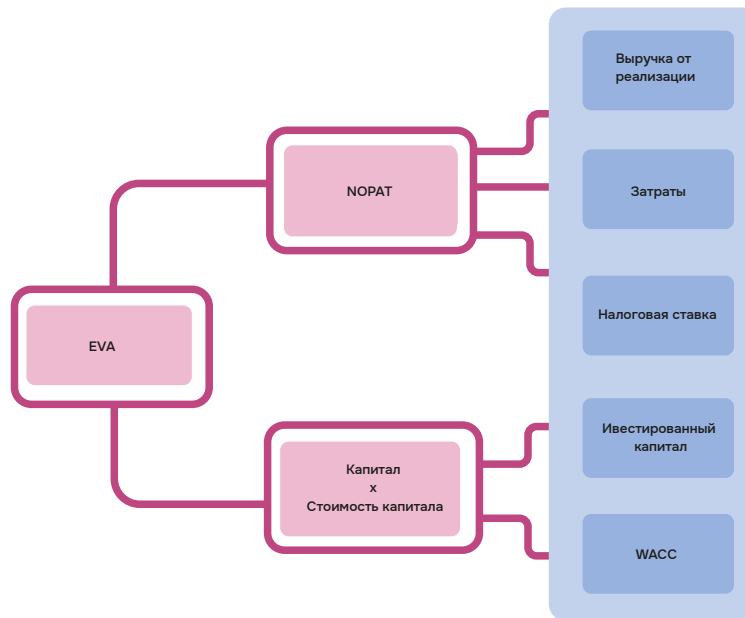 Выручка от
реализации
NOPAT
Затраты
Налоговая ставка
EVA
Ивестированный
капитал
Капитал
х
Стоимость капитала
WACC